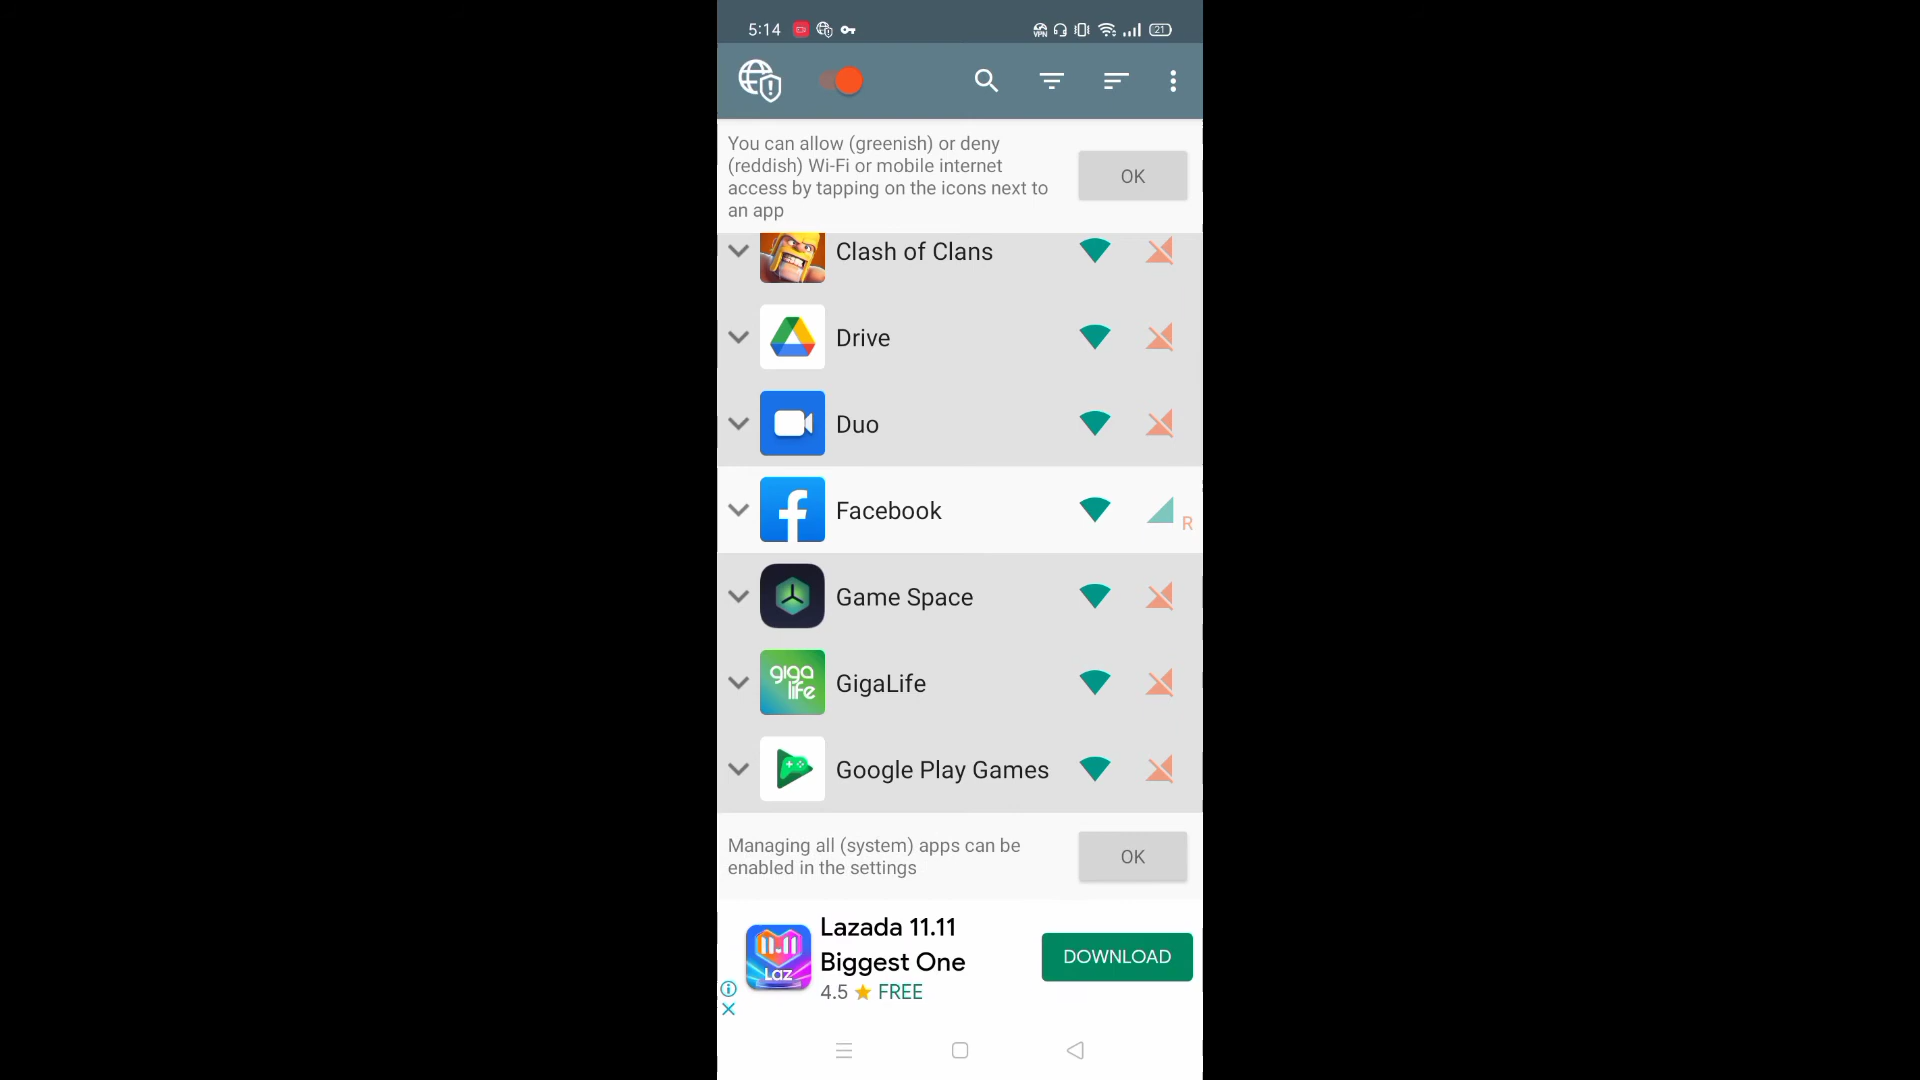 5:14
VPN
21
You can allow (greenish) or deny
(reddish) Wi-Fi or mobile internet
access by tapping on the icons next to
an app
OK
Clash of Clans
Drive
Duo
Facebook
R
Game Space
giga
life
GigaLife
Google Play Games
Managing all (system) apps can be
enabled in the settings
OK
11.11
Laz
Lazada 11.11
Biggest One
4.5 ★ FREE
DOWNLOAD